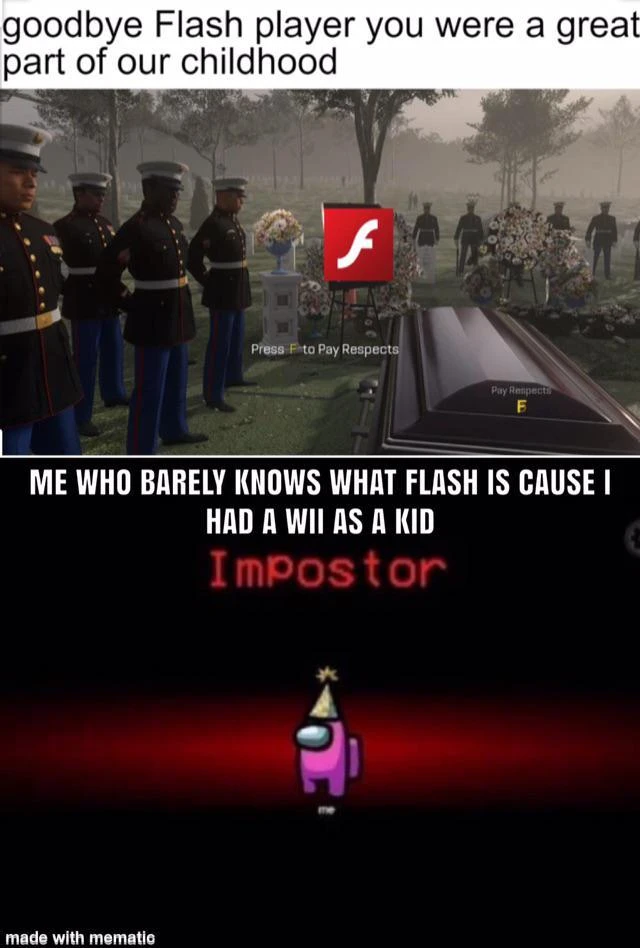 goodbye Flash player you were a great
part of our childhood
Press F to Pay Respects
Pay Respects
F
ME WHO BARELY KNOWS WHAT FLASH IS CAUSE I
HAD A WII AS A KID
Impostor
me
made with mematic